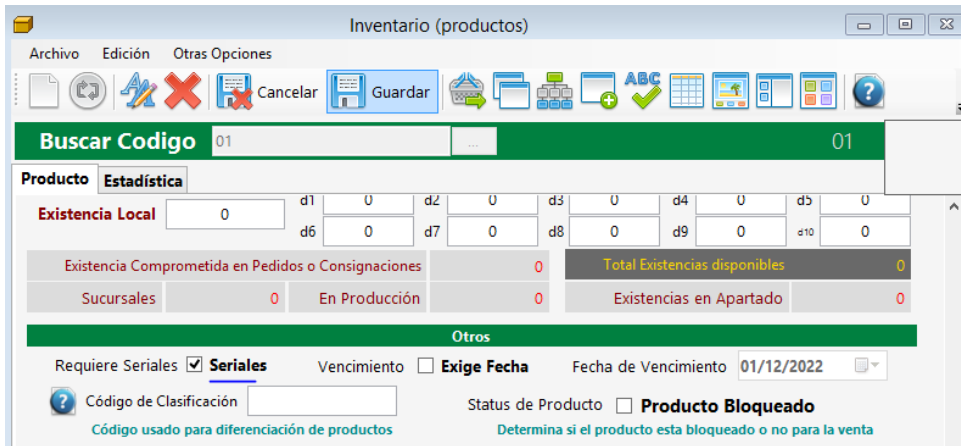 Inventario (productos)
Archivo Edición Otras Opciones
Cancelar Guardar ABC ?
Buscar Codigo 01 ... 01
Producto Estadística
Existencia Local 0 d1 0 d2 0 d3 0 d4 0 d5 0
d6 0 d7 0 d8 0 d9 0 d10 0
Existencia Comprometida en Pedidos o Consignaciones 0 Total Existencias disponibles 0
Sucursales 0 En Producción 0 Existencias en Apartado 0
Otros
Requiere Seriales Seriales Vencimiento Exige Fecha Fecha de Vencimiento 01/12/2022
? Código de Clasificación Status de Producto Producto Bloqueado
Código usado para diferenciación de productos Determina si el producto esta bloqueado o no para la venta